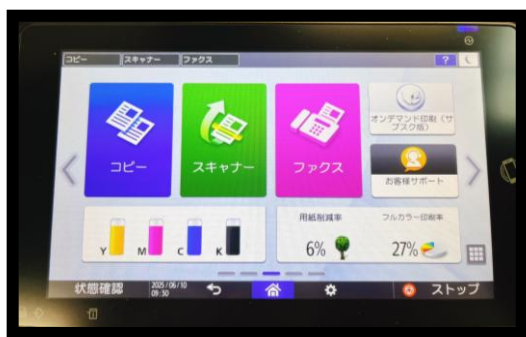 コピー スキャナー ファクス ?
コピー
スキャナー
ファクス
オンデマンド印刷（サ
ブスク版）
お客様サポート
Y M C K
用紙削減率 フルカラー印刷率
6% 27%
状態確認 2025/06/10
09:30
ストップ